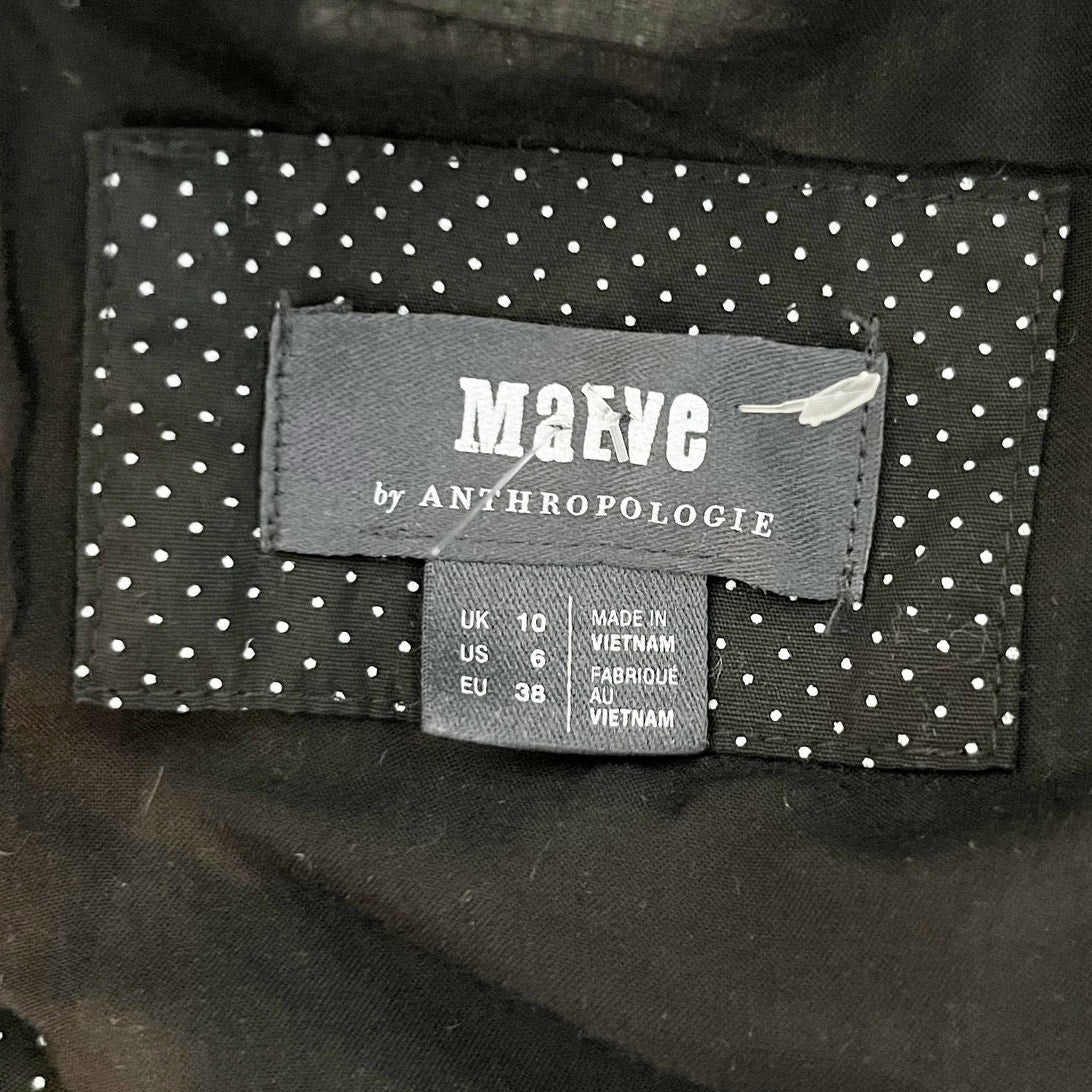 Maeve
by ANTHROPOLOGIE
UK 10
US 6
EU 38
MADE IN
VIETNAM
FABRIQUÉ
AU
VIETNAM